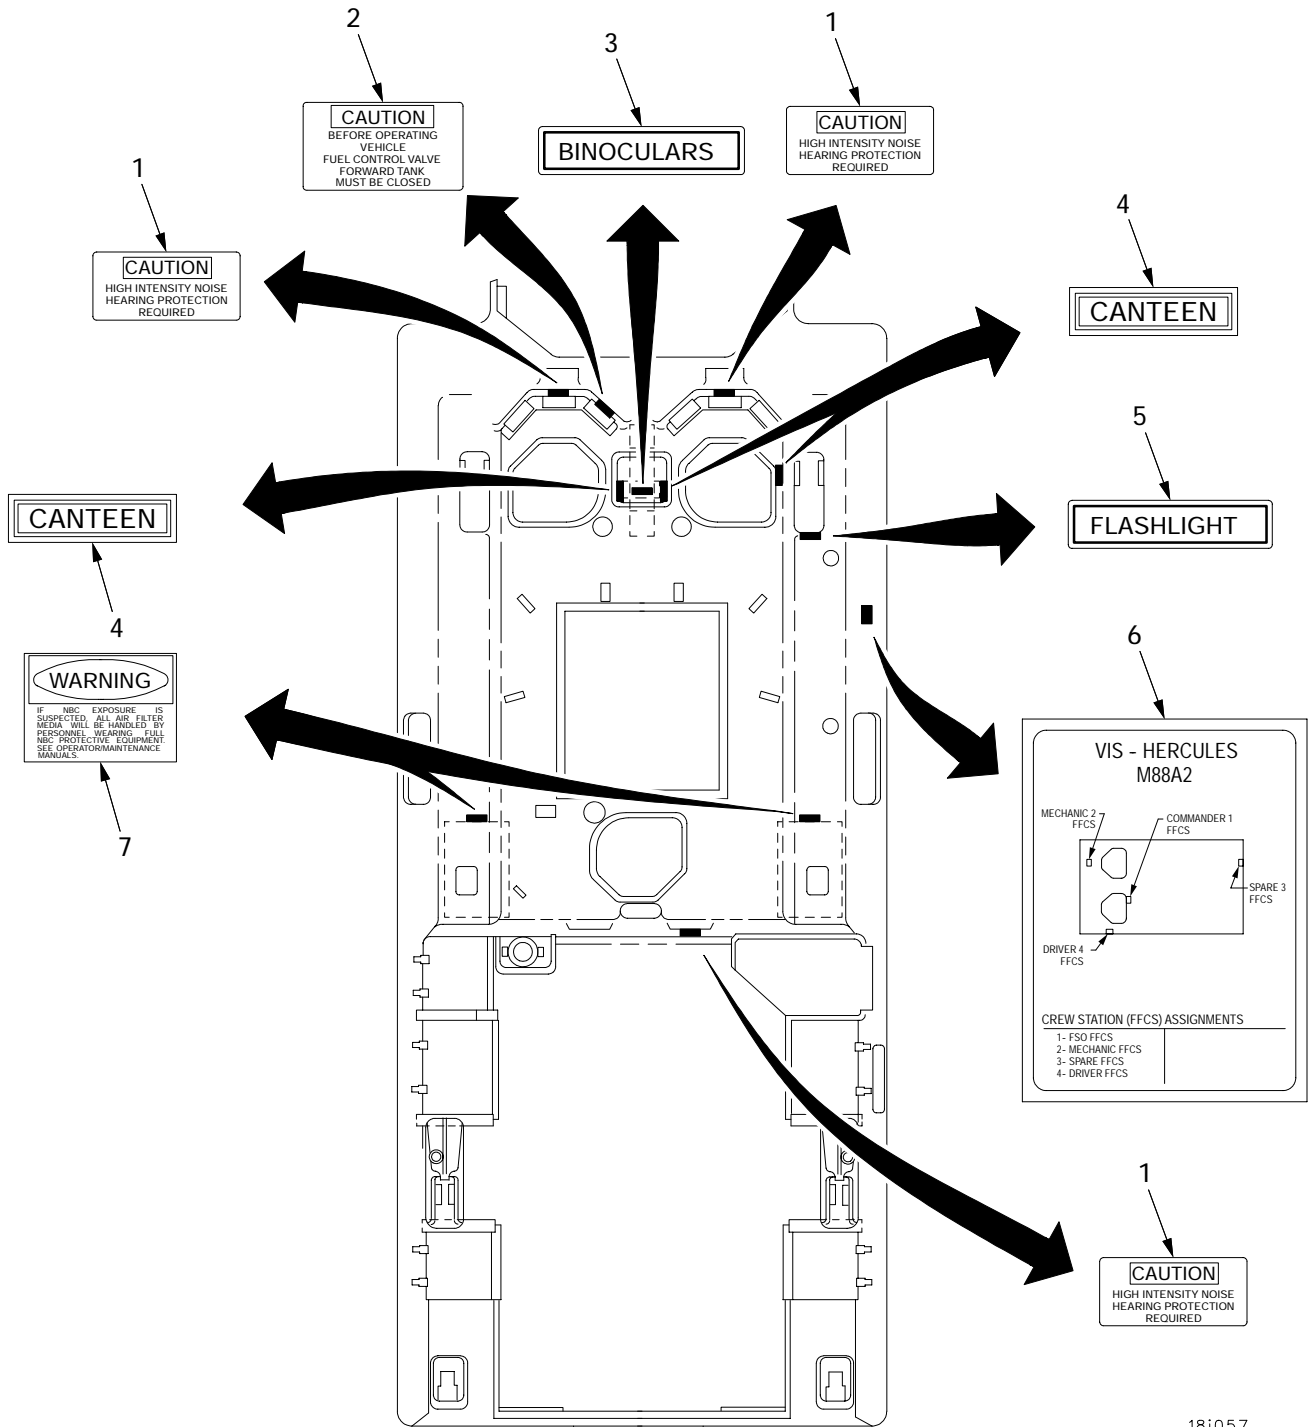 2
3
1
CAUTION
BEFORE OPERATING
VEHICLE
FUEL CONTROL VALVE
FORWARD TANK
MUST BE CLOSED
BINOCULARS
CAUTION
HIGH INTENSITY NOISE
HEARING PROTECTION
REQUIRED
1
CAUTION
HIGH INTENSITY NOISE
HEARING PROTECTION
REQUIRED
4
CANTEEN
5
FLASHLIGHT
CANTEEN
4
WARNING
IF NBC EXPOSURE IS
SUSPECTED, ALL AIR FILTER
MEDIA WILL BE HANDLED BY
PERSONNEL WEARING FULL
NBC PROTECTIVE EQUIPMENT.
SEE OPERATOR/MAINTENANCE
MANUALS.
7
6
VIS - HERCULES
M88A2
MECHANIC 2
FFCS
COMMANDER 1
FFCS
SPARE 3
FFCS
DRIVER 4
FFCS
CREW STATION (FFCS) ASSIGNMENTS
1- FSO FFCS
2- MECHANIC FFCS
3- SPARE FFCS
4- DRIVER FFCS
1
CAUTION
HIGH INTENSITY NOISE
HEARING PROTECTION
REQUIRED
18j057